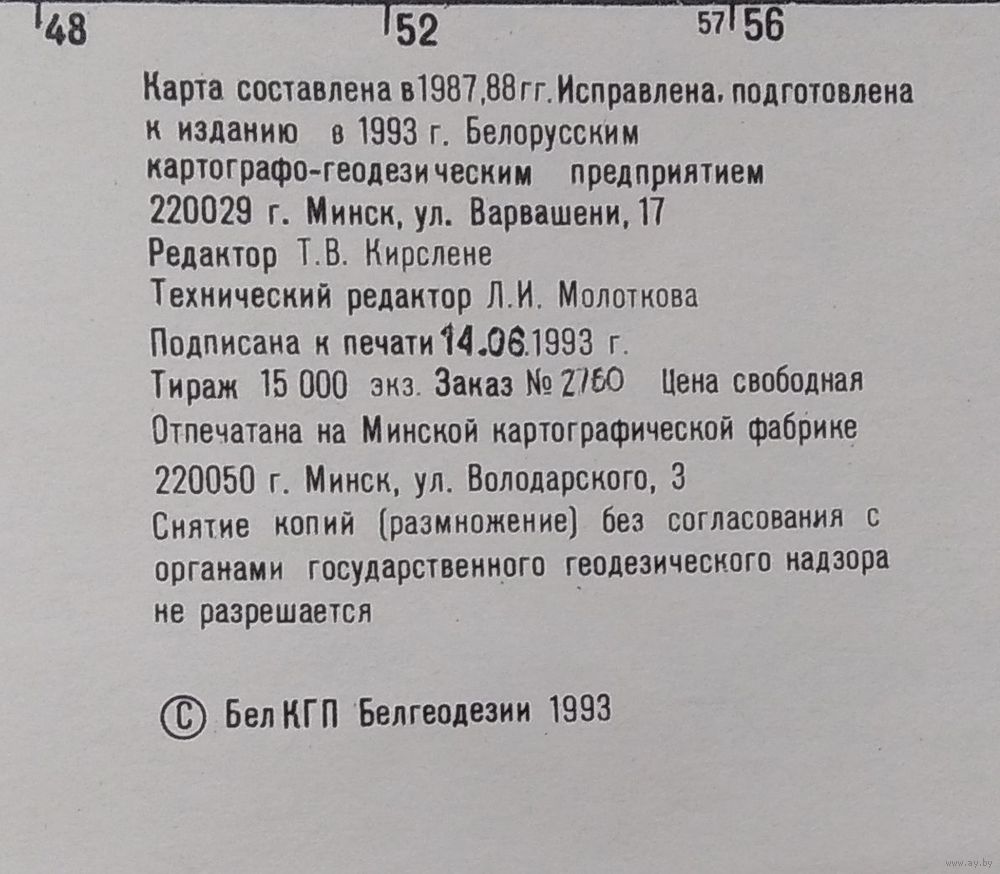 48 52 57 56
Карта составлена в 1987,88 гг. Исправлена, подготовлена
к изданию в 1993 г. Белорусским
картографо-геодезическим предприятием
220029 г. Минск, ул. Варвашени, 17
Редактор Т.В. Кирслене
Технический редактор Л.И. Молоткова
Подписана к печати 14.06.1993 г.
Тираж 15 000 экз. Заказ № 2760 Цена свободная
Отпечатана на Минской картографической фабрике
220050 г. Минск, ул. Володарского, 3
Снятие копий (размножение) без согласования с
органами государственного геодезического надзора
не разрешается
© Бел КГП Белгеодезии 1993
www.ay.by